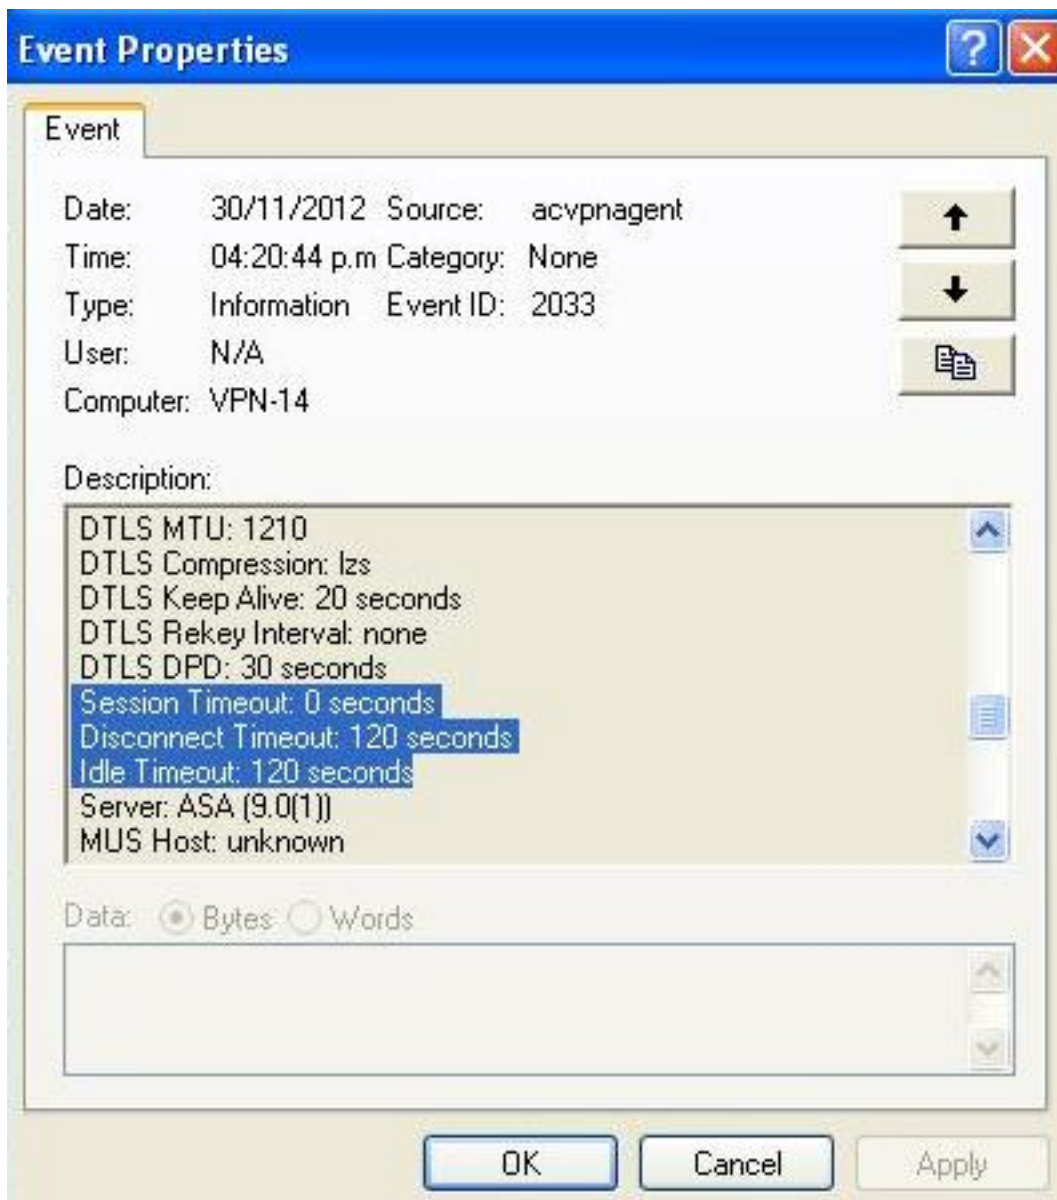 Event Properties
Event
Date: 30/11/2012 Source: acvpnagent
Time: 04:20:44 p.m Category: None
Type: Information Event ID: 2033
User: N/A
Computer: VPN-14
Description:
DTLS MTU: 1210
DTLS Compression: lzs
DTLS Keep Alive: 20 seconds
DTLS Rekey Interval: none
DTLS DPD: 30 seconds
Session Timeout: 0 seconds
Disconnect Timeout: 120 seconds
Idle Timeout: 120 seconds
Server: ASA (9.0(1))
MUS Host: unknown
Data: Bytes Words
OK Cancel Apply